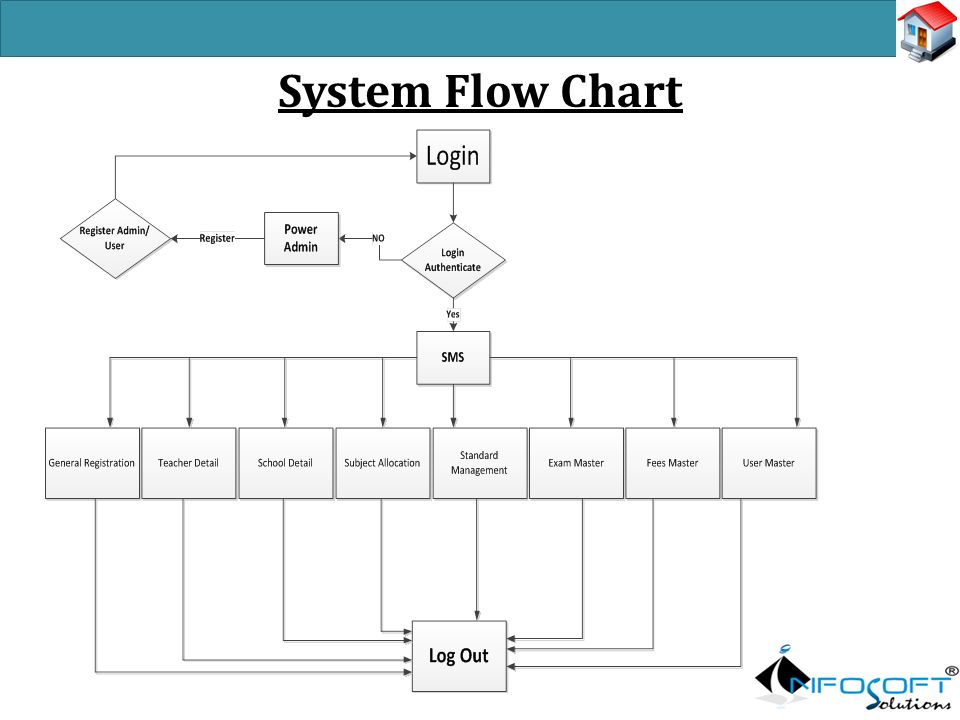 System Flow Chart
Login
Register Admin/
User
Register
Power
Admin
NO
Login
Authenticate
Yes
SMS
General Registration
Teacher Detail
School Detail
Subject Allocation
Standard
Management
Exam Master
Fees Master
User Master
Log Out
INFOSOFT®
Solutions